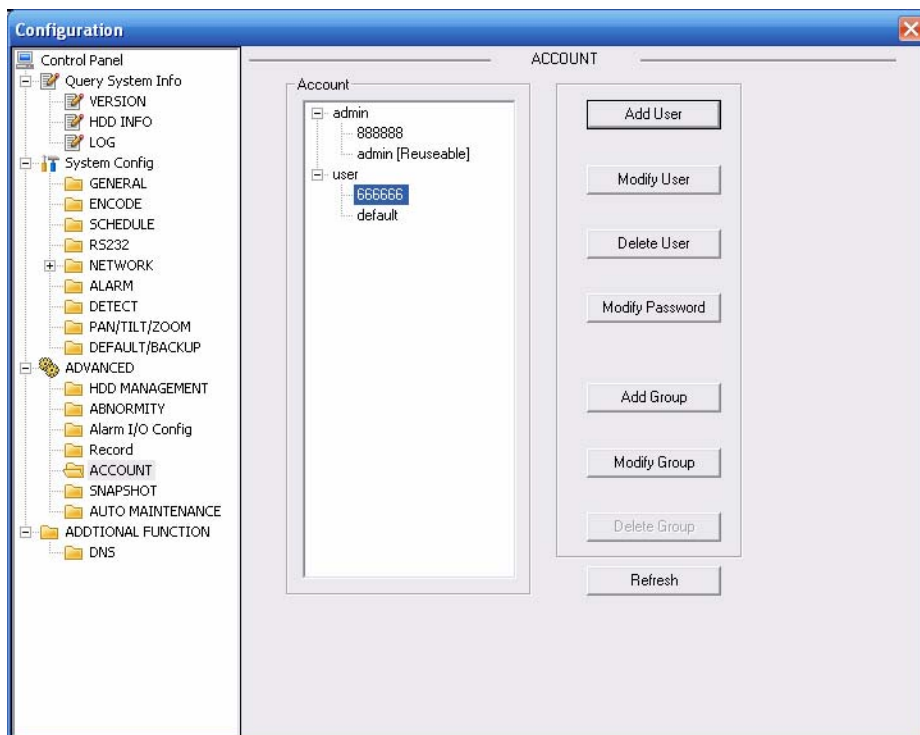 Configuration
Control Panel
Query System Info
VERSION
HDD INFO
LOG
System Config
GENERAL
ENCODE
SCHEDULE
RS232
NETWORK
ALARM
DETECT
PAN/TILT/ZOOM
DEFAULT/BACKUP
ADVANCED
HDD MANAGEMENT
ABNORMITY
Alarm I/O Config
Record
ACCOUNT
SNAPSHOT
AUTO MAINTENANCE
ADDTIONAL FUNCTION
DNS
ACCOUNT
Account
admin
888888
admin [Reuseable]
user
666666
default
Add User
Modify User
Delete User
Modify Password
Add Group
Modify Group
Delete Group
Refresh